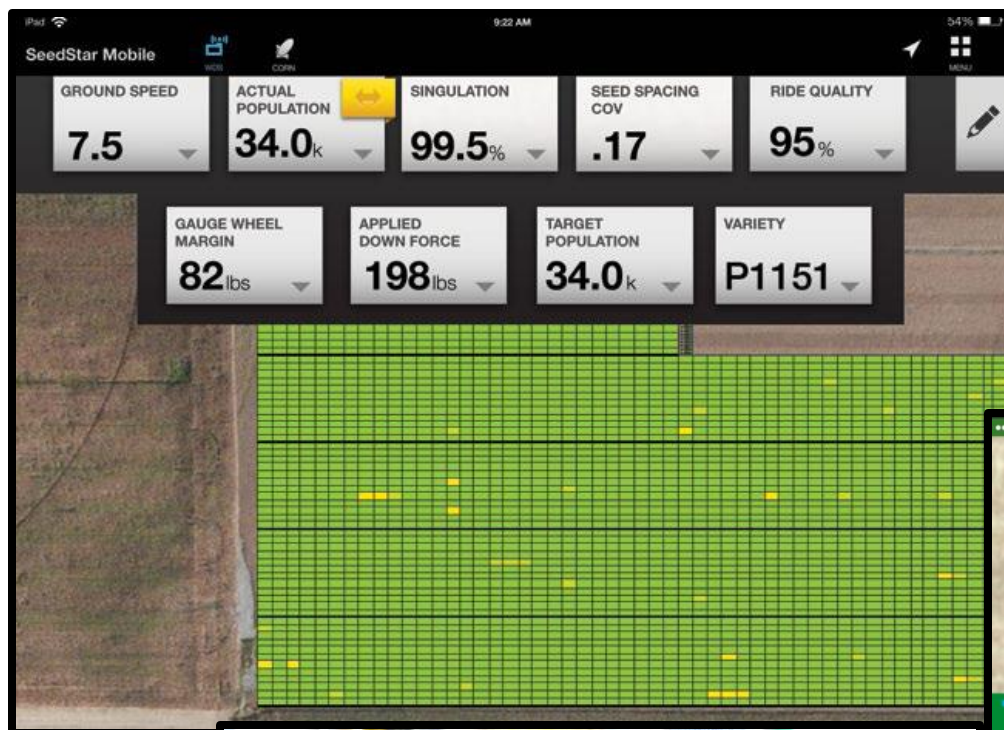 iPad 9:22 AM 54%
SeedStar Mobile WDS CORN MENU
GROUND SPEED
7.5
ACTUAL
POPULATION
34.0k
SINGULATION
99.5%
SEED SPACING
COV
.17
RIDE QUALITY
95%
GAUGE WHEEL
MARGIN
82lbs
APPLIED
DOWN FORCE
198lbs
TARGET
POPULATION
34.0k
VARIETY
P1151